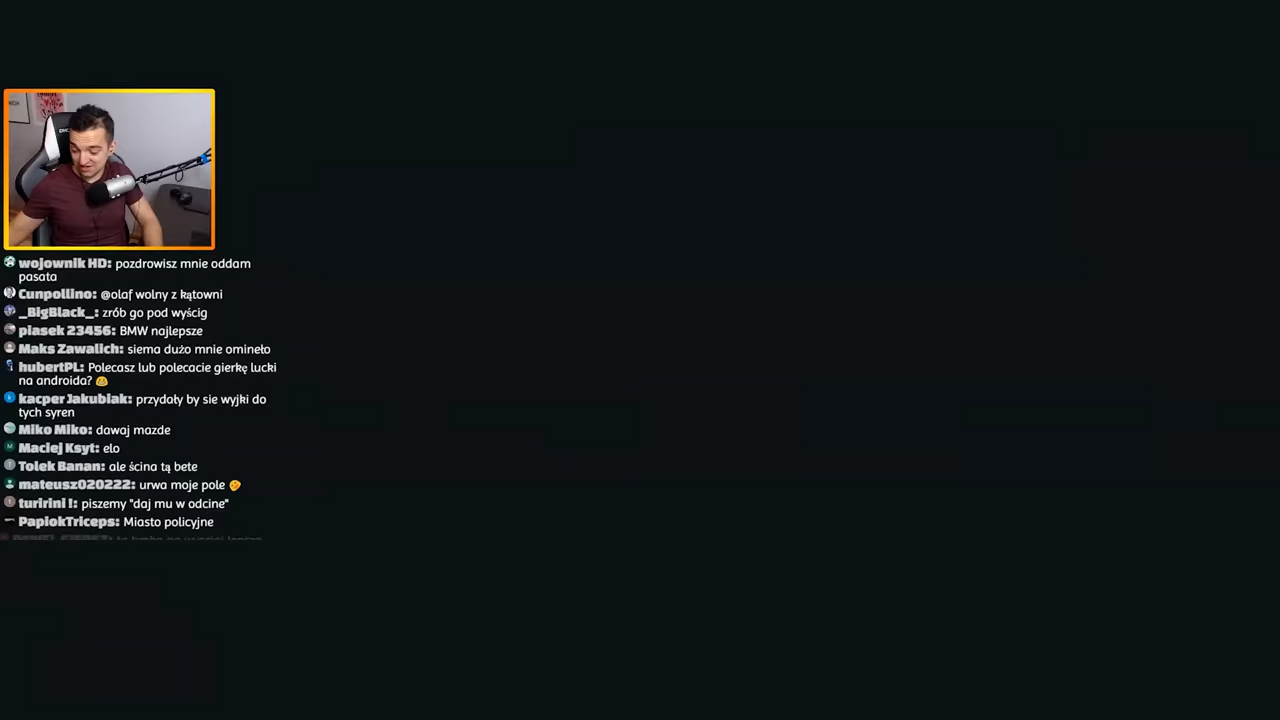 wojownik HD: pozdrowisz mnie oddam
pasata
Cunpollino: @olaf wolny z kątowni
_BigBlack_: zrób go pod wyścig
piasek 23456: BMW najlepsze
Maks Zawalich: siema dużo mnie omineło
hubertPL: Polecasz lub polecacie gierkę lucki
na androida? 😂
kacper Jakubiak: przydały by sie wyjki do
tych syren
Miko Miko: dawaj mazde
Maciej Ksyt: elo
Tolek Banan: ale ścina tą bete
mateusz020222: urwa moje pole 🤣
turirini !: piszemy "daj mu w odcine"
PapiokTriceps: Miasto policyjne